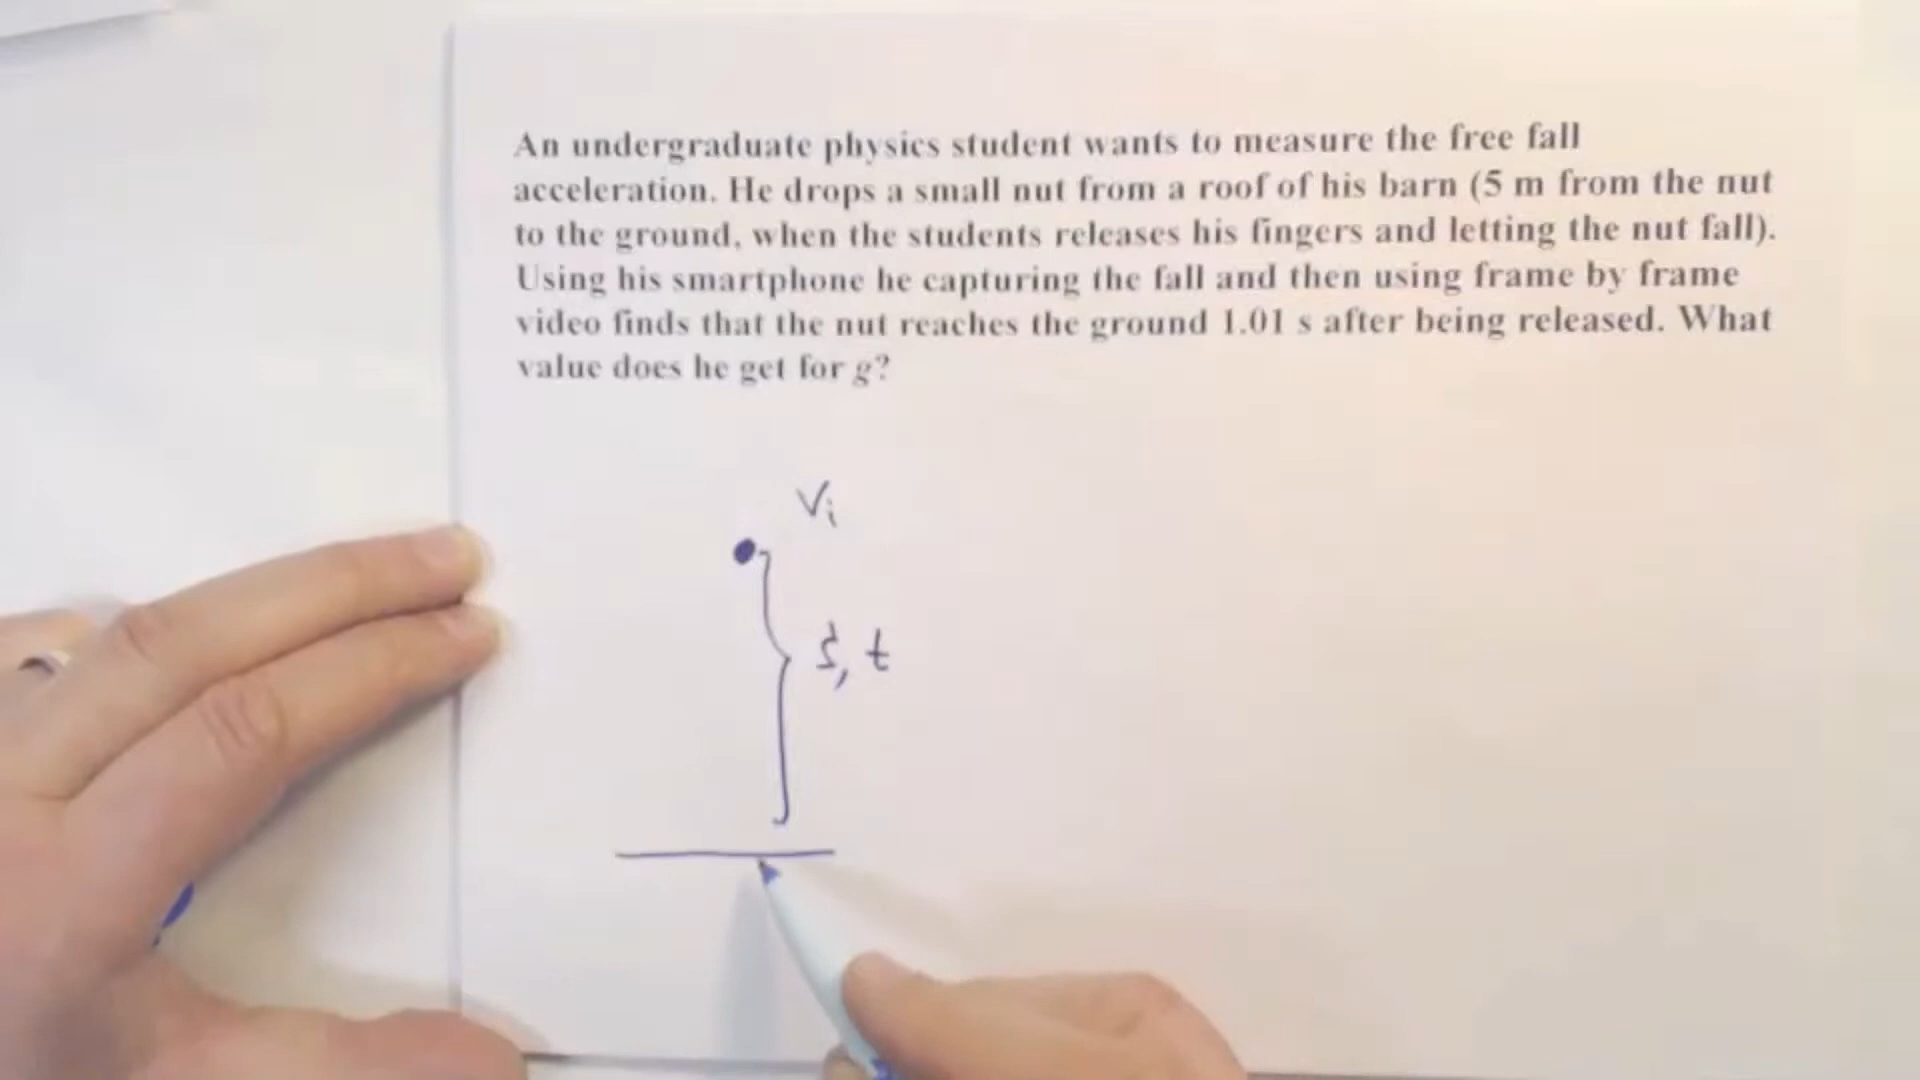 An undergraduate physics student wants to measure the free fall
acceleration. He drops a small nut from a roof of his barn (5 m from the nut
to the ground, when the students releases his fingers and letting the nut fall).
Using his smartphone he capturing the fall and then using frame by frame
video finds that the nut reaches the ground 1.01 s after being released. What
value does he get for g?
Vi
S, t